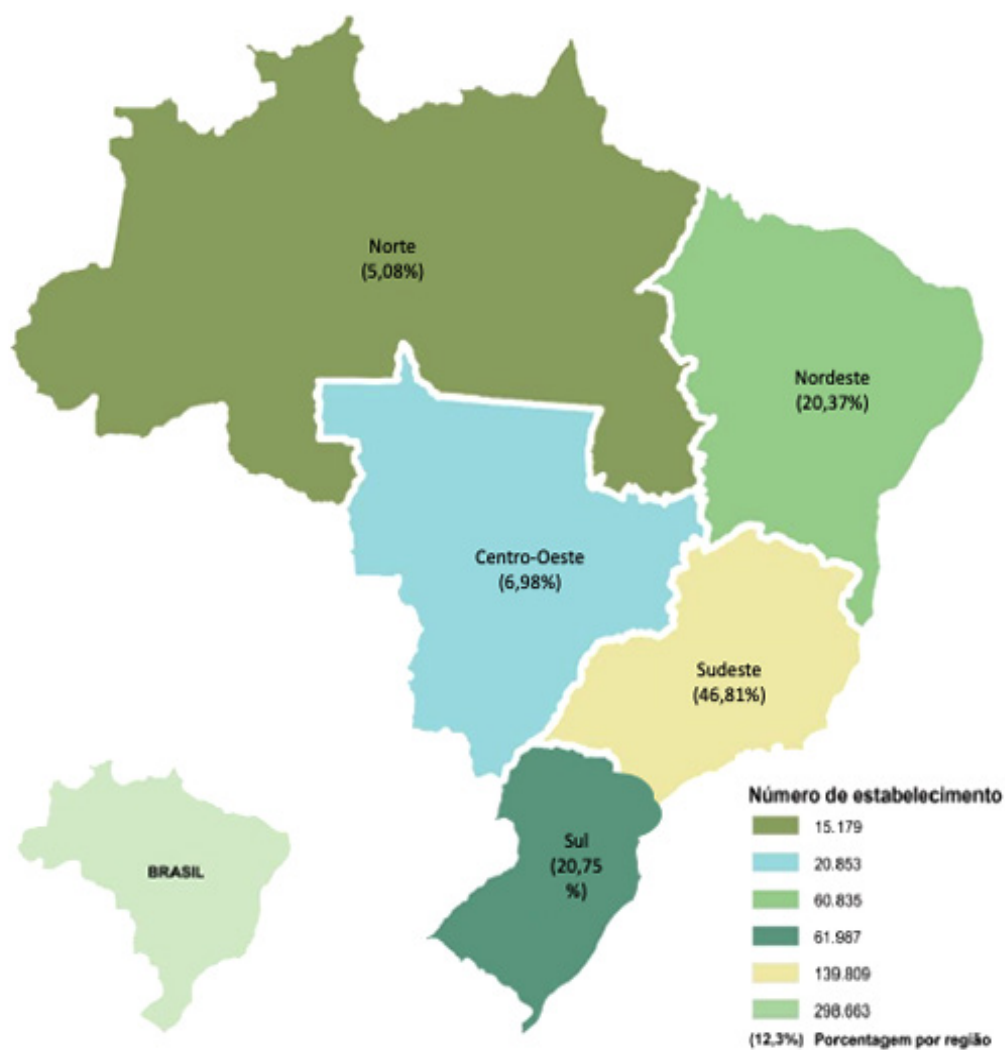 Norte
(5,08%)
Nordeste
(20,37%)
Centro-Oeste
(6,98%)
Sudeste
(46,81%)
Sul
(20,75
%)
BRASIL
Número de estabelecimento
15.179
20.853
60.835
61.987
139.809
298.663
(12,3%) Porcentagem por região